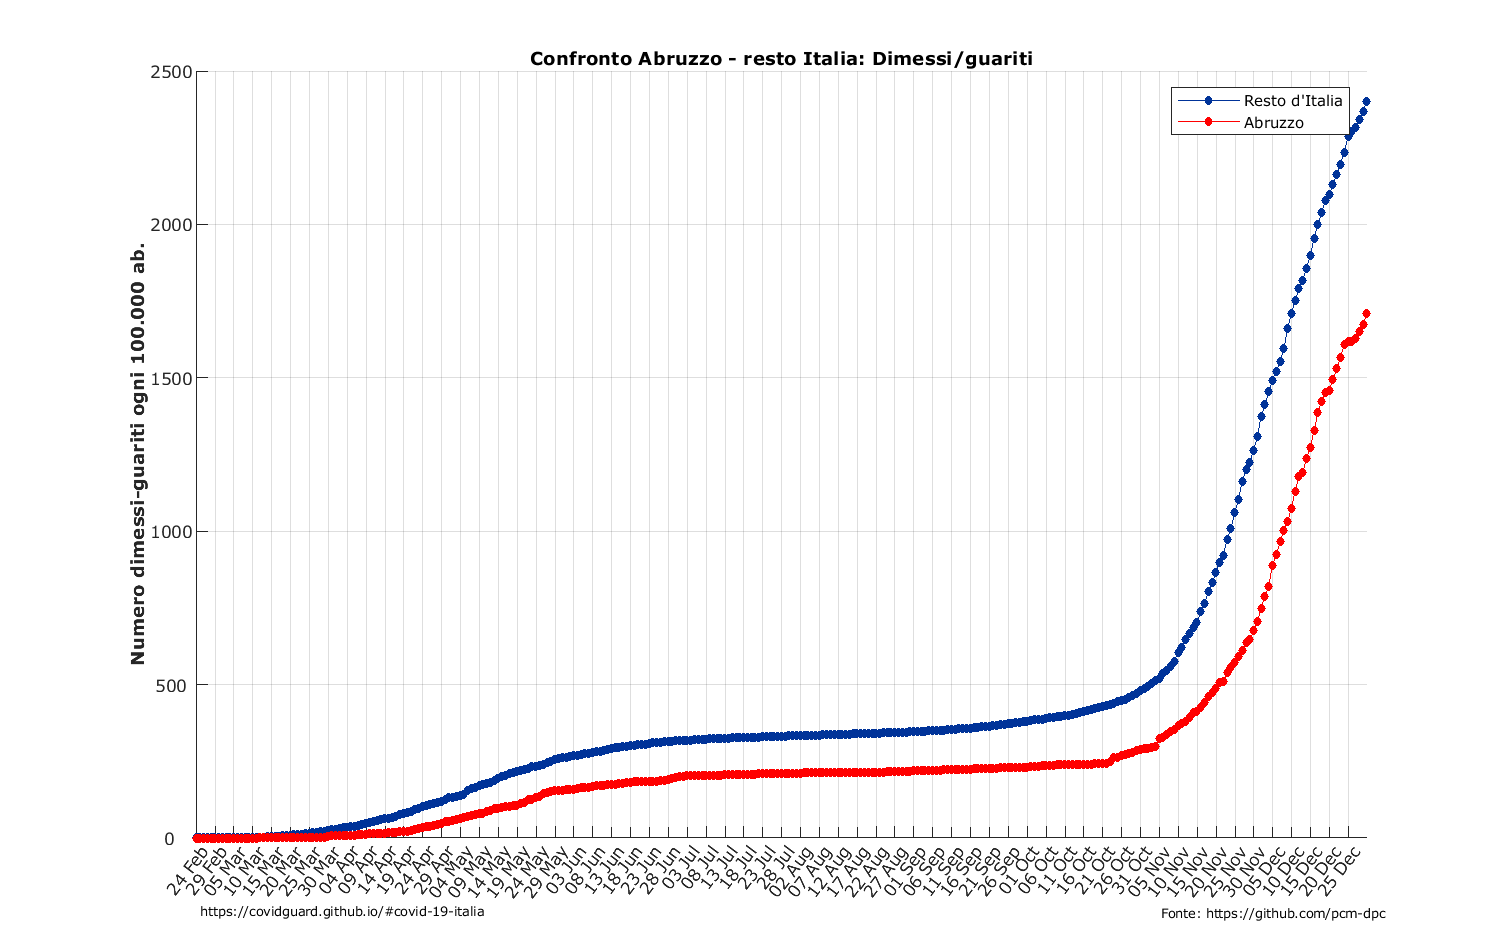 Confronto Abruzzo - resto Italia: Dimessi/guariti
Numero dimessi-guariti ogni 100.000 ab.
2500
2000
1500
1000
500
0
Resto d'Italia
Abruzzo
24 Feb
29 Feb
05 Mar
10 Mar
15 Mar
20 Mar
25 Mar
30 Mar
04 Apr
09 Apr
14 Apr
19 Apr
24 Apr
29 Apr
04 May
09 May
14 May
19 May
24 May
29 May
03 Jun
08 Jun
13 Jun
18 Jun
23 Jun
28 Jun
03 Jul
08 Jul
13 Jul
18 Jul
23 Jul
28 Jul
02 Aug
07 Aug
12 Aug
17 Aug
22 Aug
27 Aug
01 Sep
06 Sep
11 Sep
16 Sep
21 Sep
26 Sep
01 Oct
06 Oct
11 Oct
16 Oct
21 Oct
26 Oct
31 Oct
05 Nov
10 Nov
15 Nov
20 Nov
25 Nov
30 Nov
05 Dec
10 Dec
15 Dec
20 Dec
25 Dec
https://covidguard.github.io/#covid-19-italia
Fonte: https://github.com/pcm-dpc